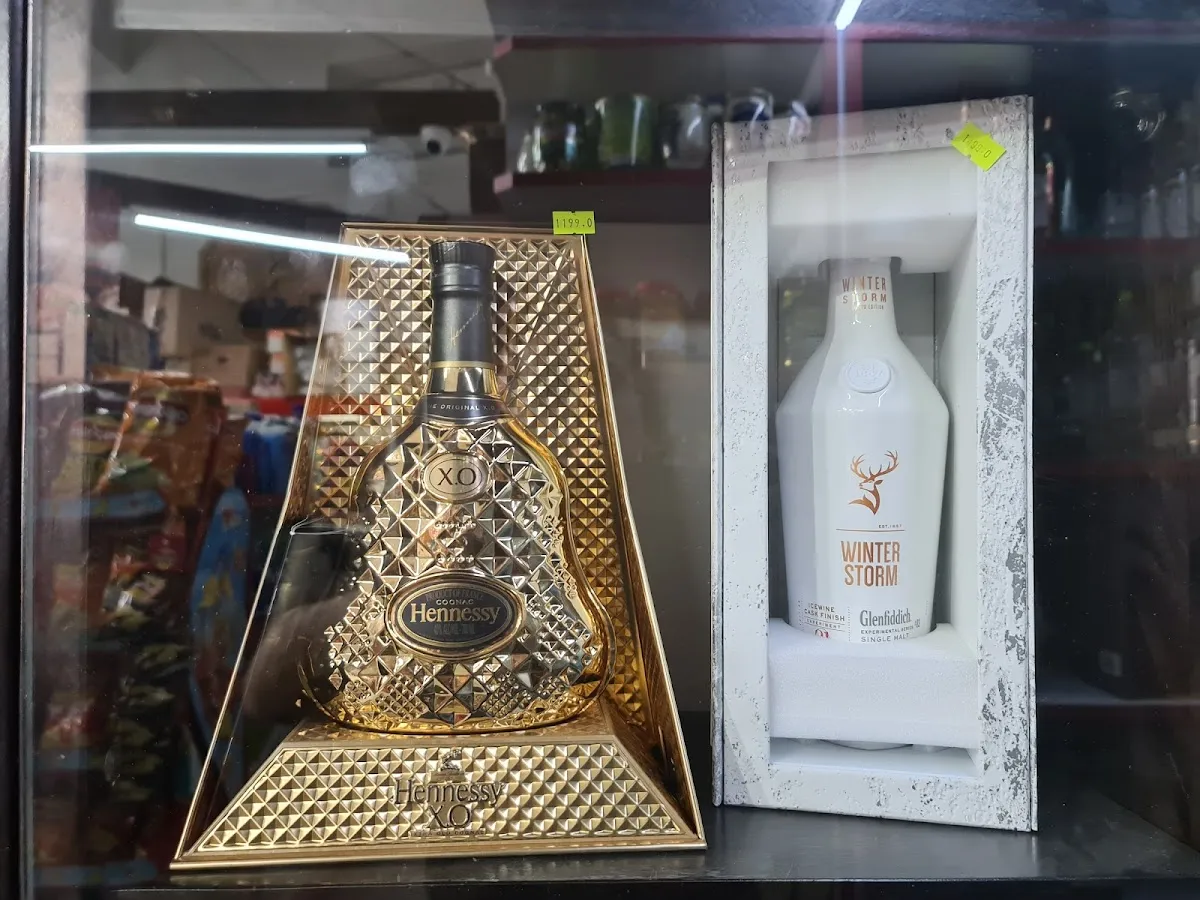 1199.0
X.O
COGNAC
Hennessy
Hennessy
X.O
WINTER
STORM
EST. 1887
WINTER
STORM
ICEWINE
CASK FINISH
EXPERIMENT
Glenfiddich
EXPERIMENTAL SERIES
SINGLE MALT